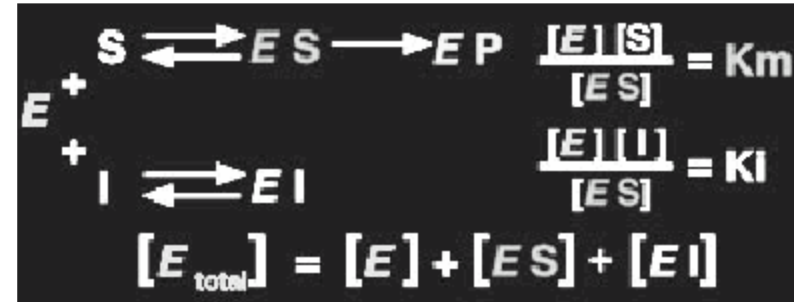 S ⇌ E S ⟶ E P [E] [S] / [E S] = Km
E + +
I ⇌ E I [E] [I] / [E S] = Ki
[E total] = [E] + [E S] + [E I]